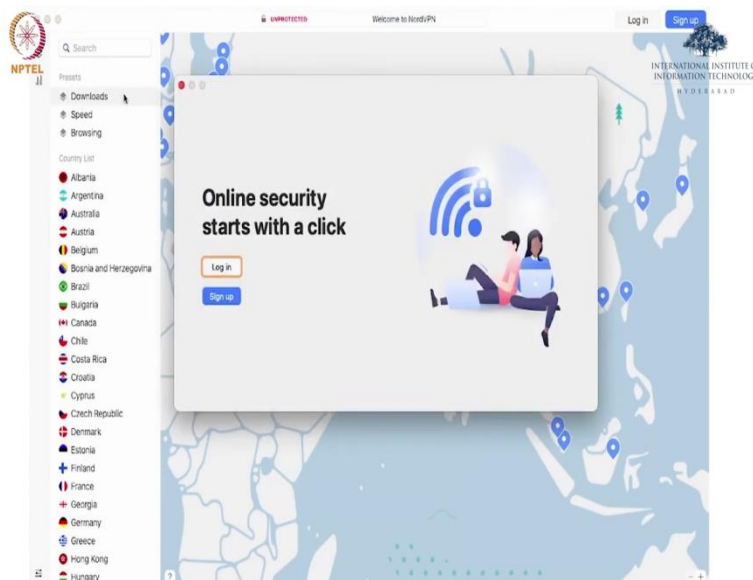 UNPROTECTED
Welcome to NordVPN
Log in
Sign up
NPTEL
INTERNATIONAL INSTITUTE O
INFORMATION TECHNOLOG
HYDERABAD
Search
Presets
Downloads
Speed
Browsing
Country List
Albania
Argentina
Australia
Austria
Belgium
Bosnia and Herzegovina
Brazil
Bulgaria
Canada
Chile
Costa Rica
Croatia
Cyprus
Czech Republic
Denmark
Estonia
Finland
France
Georgia
Germany
Greece
Hong Kong
Hungary
Online security
starts with a click
Log in
Sign up
?